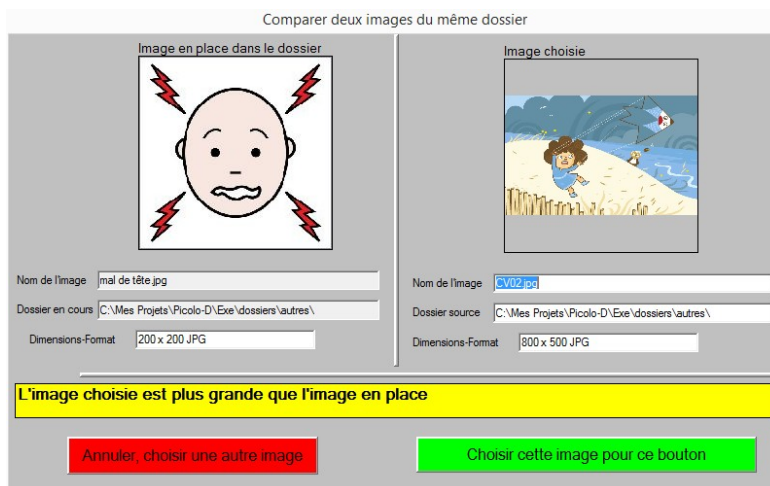 Comparer deux images du même dossier
Image en place dans le dossier
Image choisie
Nom de l'image mal de tête.jpg
Dossier en cours C:\Mes Projets\Picolo-D\Exe\dossiers\autres\
Dimensions-Format 200 x 200 JPG
Nom de l'image CV02.jpg
Dossier source C:\Mes Projets\Picolo-D\Exe\dossiers\autres\
Dimensions-Format 800 x 500 JPG
L'image choisie est plus grande que l'image en place
Annuler, choisir une autre image
Choisir cette image pour ce bouton